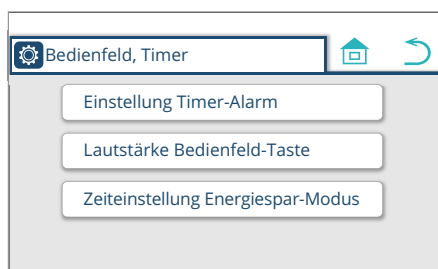 Bedienfeld, Timer
Einstellung Timer-Alarm
Lautstärke Bedienfeld-Taste
Zeiteinstellung Energiespar-Modus